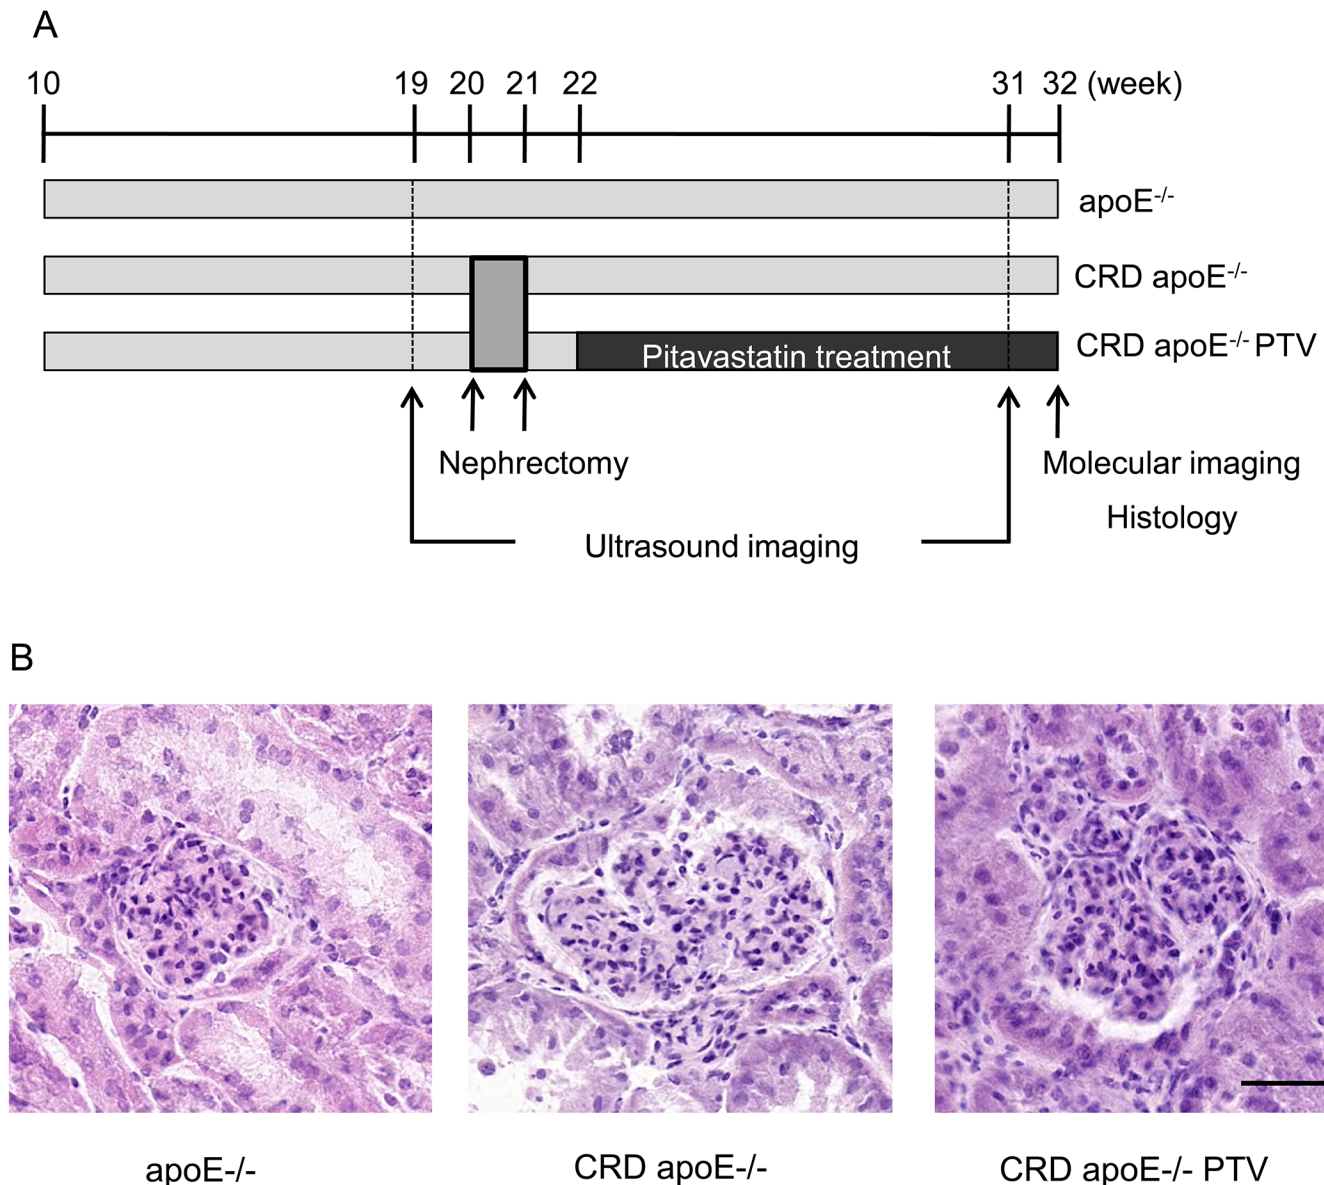 A
10 19 20 21 22 31 32 (week)
apoE-/-
CRD apoE-/-
Pitavastatin treatment CRD apoE-/- PTV
Nephrectomy Molecular imaging
Histology
Ultrasound imaging
B
apoE-/- CRD apoE-/- CRD apoE-/- PTV